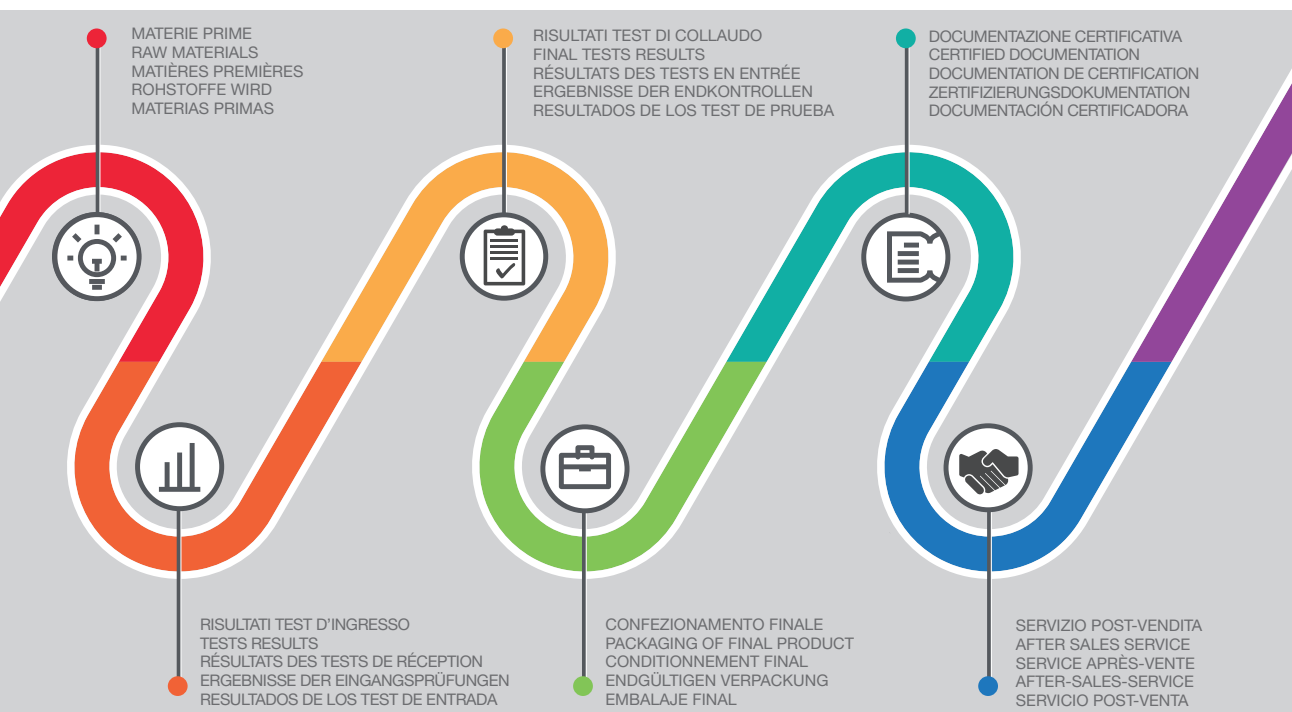 MATERIE PRIME
RAW MATERIALS
MATIÈRES PREMIÈRES
ROHSTOFFE WIRD
MATERIAS PRIMAS
RISULTATI TEST DI COLLAUDO
FINAL TESTS RESULTS
RÉSULTATS DES TESTS EN ENTRÉE
ERGEBNISSE DER ENDKONTROLLEN
RESULTADOS DE LOS TEST DE PRUEBA
DOCUMENTAZIONE CERTIFICATIVA
CERTIFIED DOCUMENTATION
DOCUMENTATION DE CERTIFICATION
ZERTIFIZIERUNGSDOKUMENTATION
DOCUMENTACIÓN CERTIFICADORA
RISULTATI TEST D'INGRESSO
TESTS RESULTS
RÉSULTATS DES TESTS DE RÉCEPTION
ERGEBNISSE DER EINGANGSPRÜFUNGEN
RESULTADOS DE LOS TEST DE ENTRADA
CONFEZIONAMENTO FINALE
PACKAGING OF FINAL PRODUCT
CONDITIONNEMENT FINAL
ENDGÜLTIGEN VERPACKUNG
EMBALAJE FINAL
SERVIZIO POST-VENDITA
AFTER SALES SERVICE
SERVICE APRÈS-VENTE
AFTER-SALES-SERVICE
SERVICIO POST-VENTA